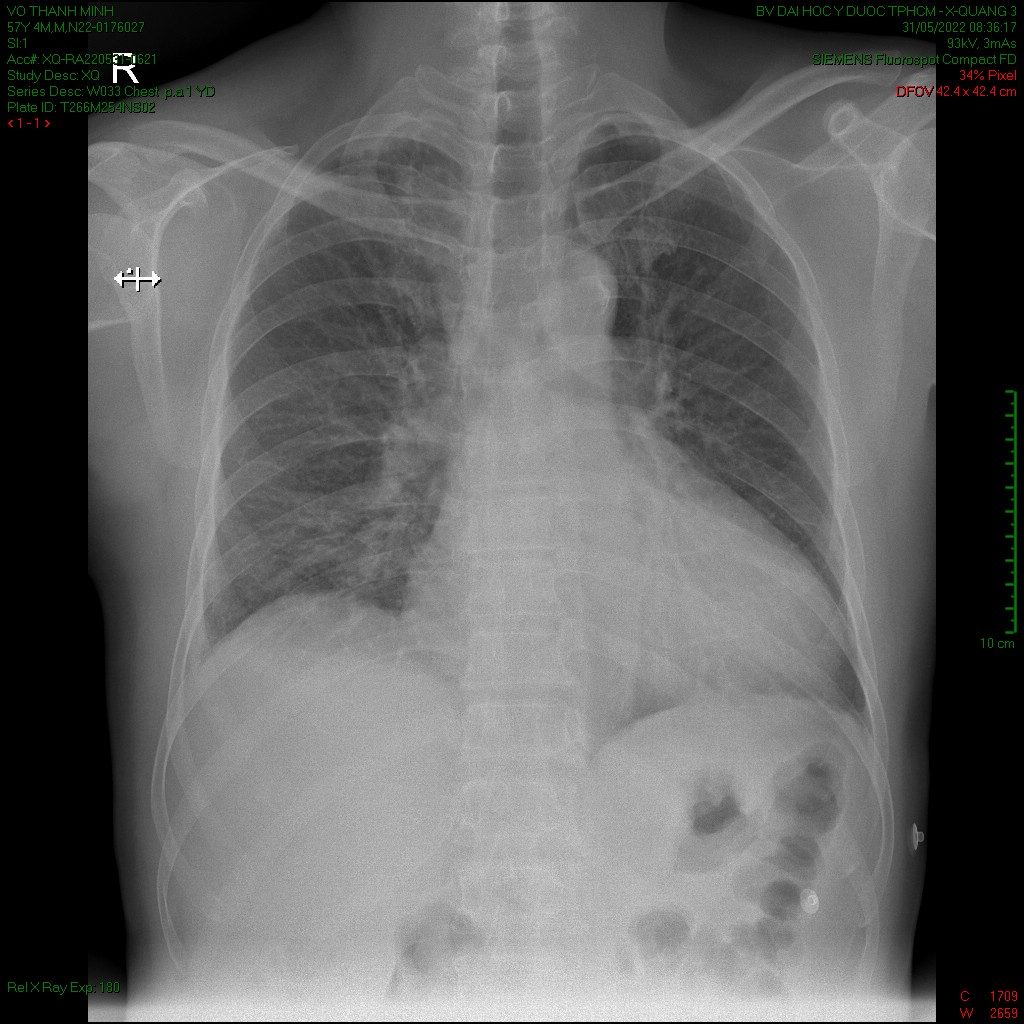 VO THANH MINH
57Y 4M,M,N22-0176027
SI:1
Study Desc: XQ
Series Desc: W033 Chest p.a 1 YD
Plate ID: T266M254NS02
<1-1>
R
BV DAI HOC Y DUOC TPHCM - X-QUANG 3
31/05/2022 08:36:17
93kV, 3mAs
SIEMENS Fluorospot Compact FD
34% Pixel
DFOV 42.4 x 42.4 cm
10 cm
Rel X Ray Exp: 180
C 1709
W 2659